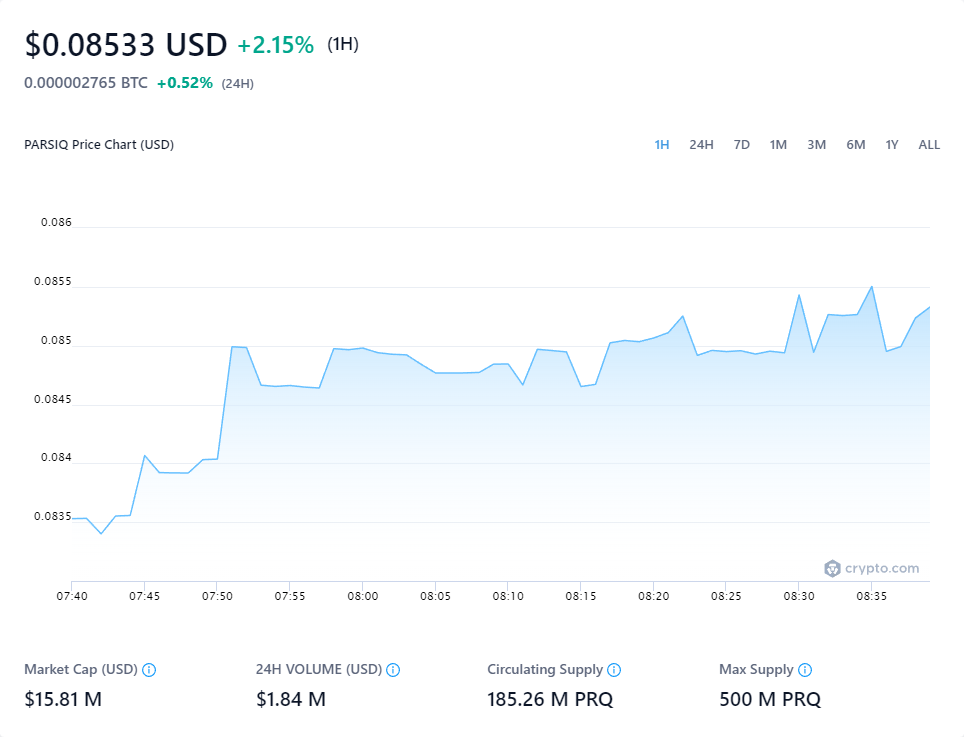 $0.08533 USD +2.15% (1H)
0.000002765 BTC +0.52% (24H)
PARSIQ Price Chart (USD) 1H 24H 7D 1M 3M 6M 1Y ALL
0.086
0.0855
0.085
0.0845
0.084
0.0835
crypto.com
07:40 07:45 07:50 07:55 08:00 08:05 08:10 08:15 08:20 08:25 08:30 08:35
Market Cap (USD) 24H VOLUME (USD) Circulating Supply Max Supply
$15.81 M $1.84 M 185.26 M PRQ 500 M PRQ